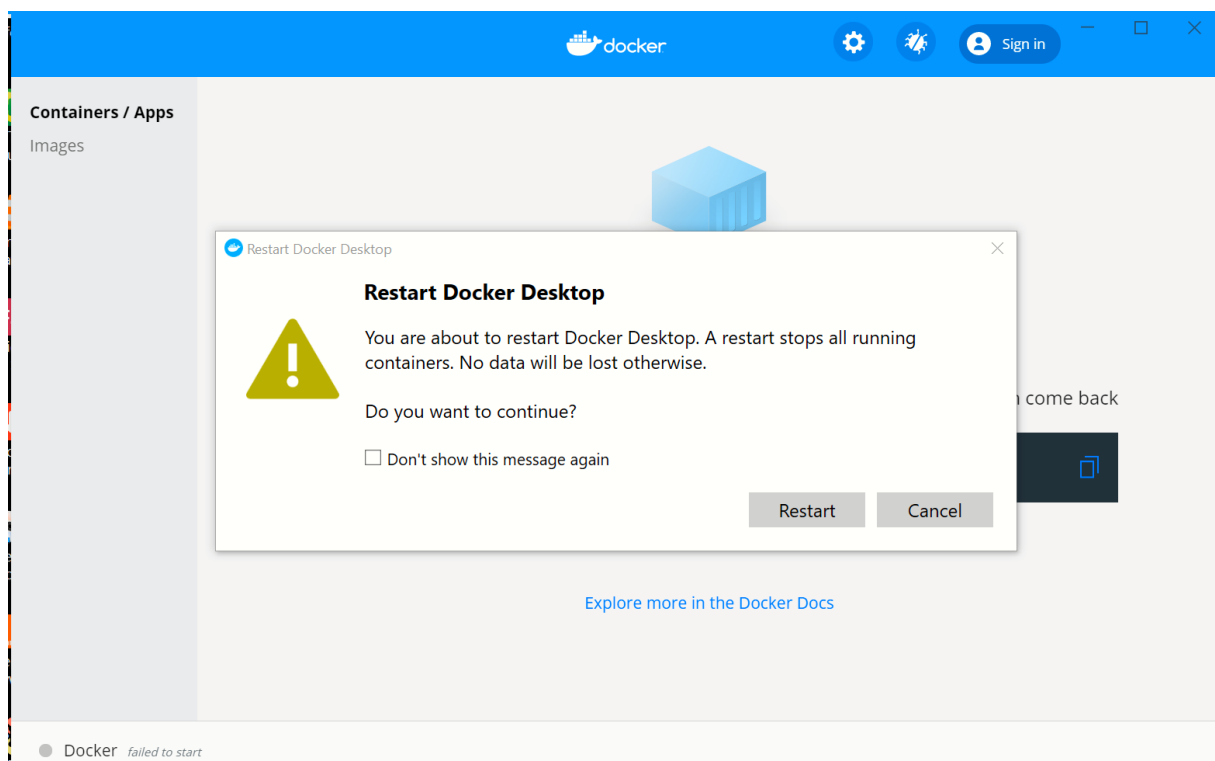 docker
Sign in
Containers / Apps
Images
Restart Docker Desktop
Restart Docker Desktop
You are about to restart Docker Desktop. A restart stops all running
containers. No data will be lost otherwise.
Do you want to continue?
Don't show this message again
Restart
Cancel
come back
Explore more in the Docker Docs
Docker failed to start